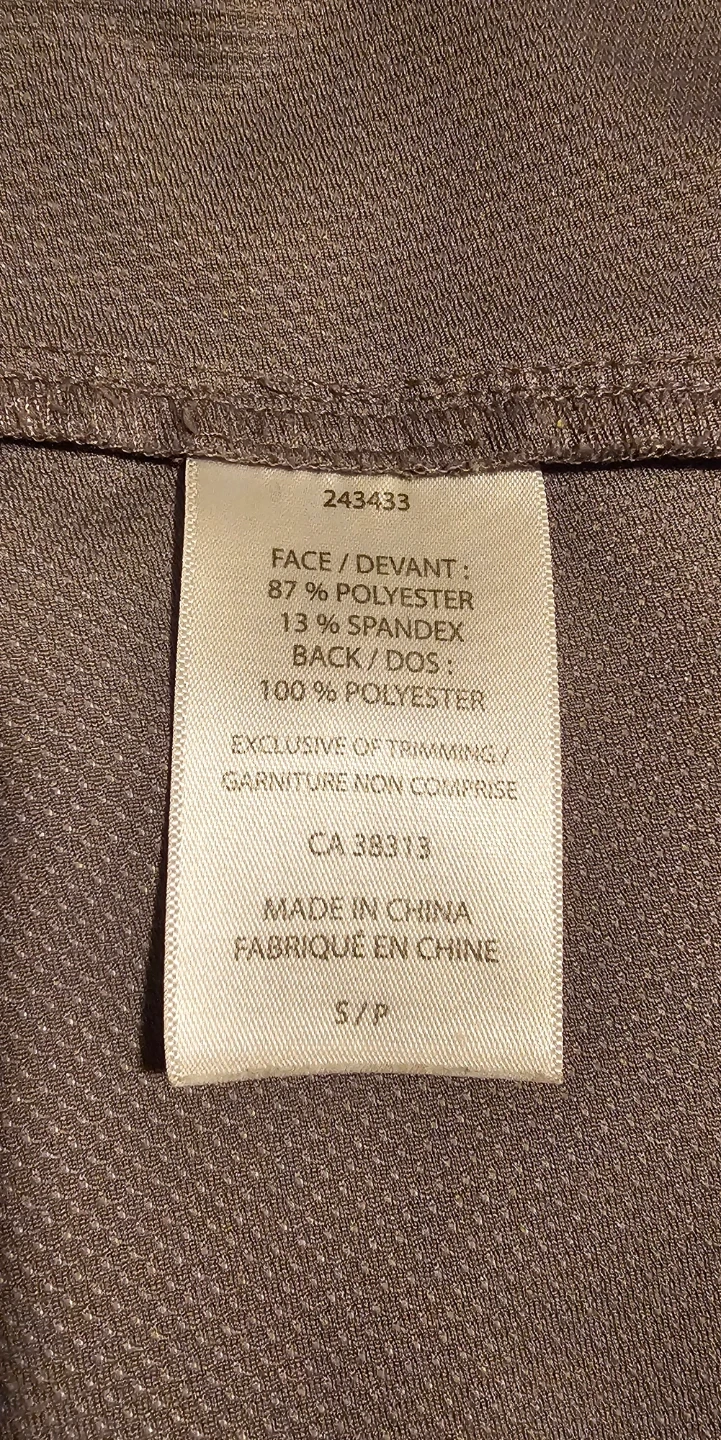 243433
FACE / DEVANT :
87 % POLYESTER
13 % SPANDEX
BACK / DOS :
100 % POLYESTER
EXCLUSIVE OF TRIMMING /
GARNITURE NON COMPRISE
CA 38313
MADE IN CHINA
FABRIQUÉ EN CHINE
S / P